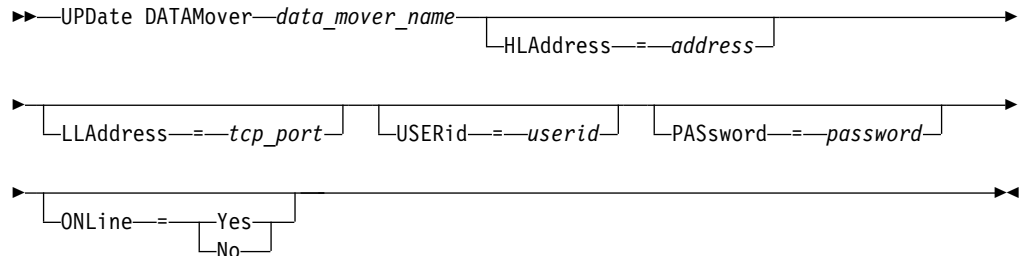 UPDate DATAMover data_mover_name
HLAddress = address
LLAddress = tcp_port USERid = userid PASsword = password
ONLine = Yes
No